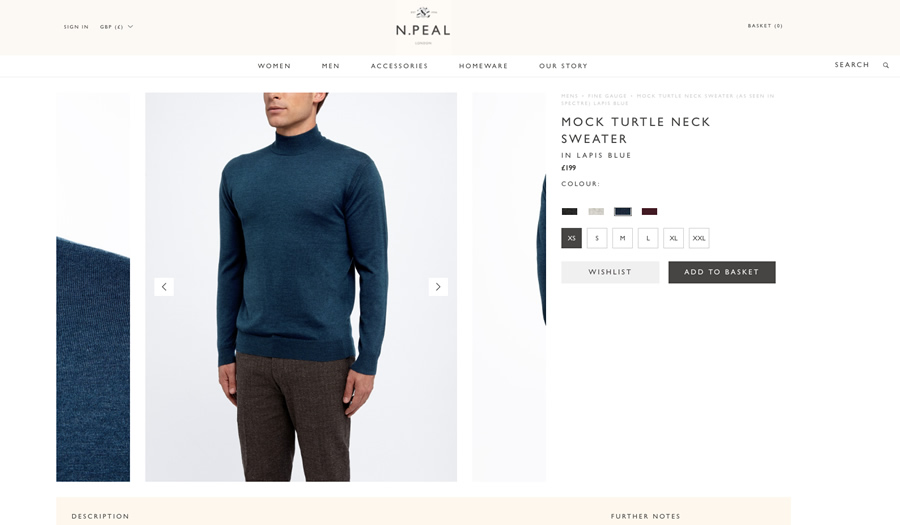 SIGN IN
GBP (£)
N.PEAL
LONDON
BASKET (0)
WOMEN
MEN
ACCESSORIES
HOMEWARE
OUR STORY
SEARCH
MENS > FINE GAUGE > MOCK TURTLE NECK SWEATER (AS SEEN IN
SPECTRE) LAPIS BLUE
MOCK TURTLE NECK
SWEATER
IN LAPIS BLUE
£199
COLOUR:
XS
S
M
L
XL
XXL
WISHLIST
ADD TO BASKET
DESCRIPTION
FURTHER NOTES